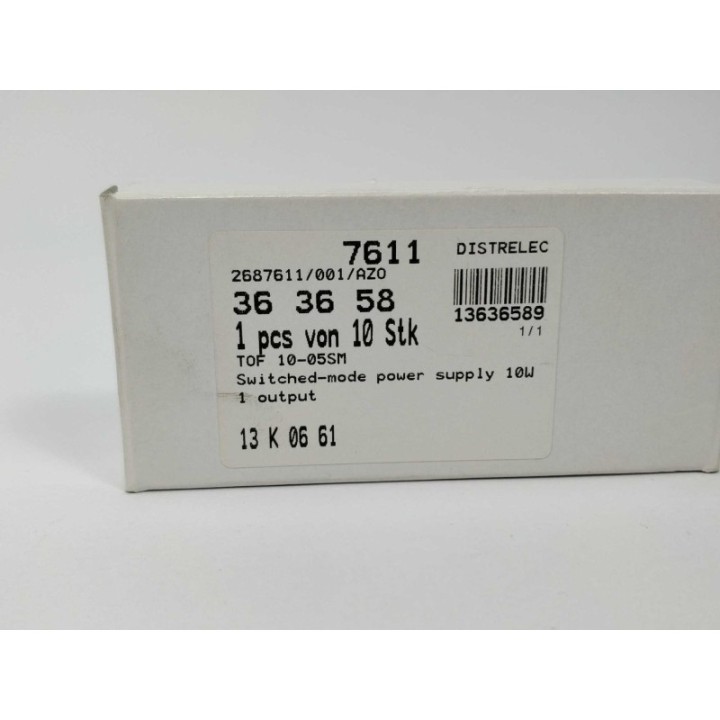 7611 DISTRELEC
2687611/001/AZO
36 36 58
13636589
1 pcs von 10 Stk
1/1
TOF 10-05SM
Switched-mode power supply 10W
1 output
13 K 06 61